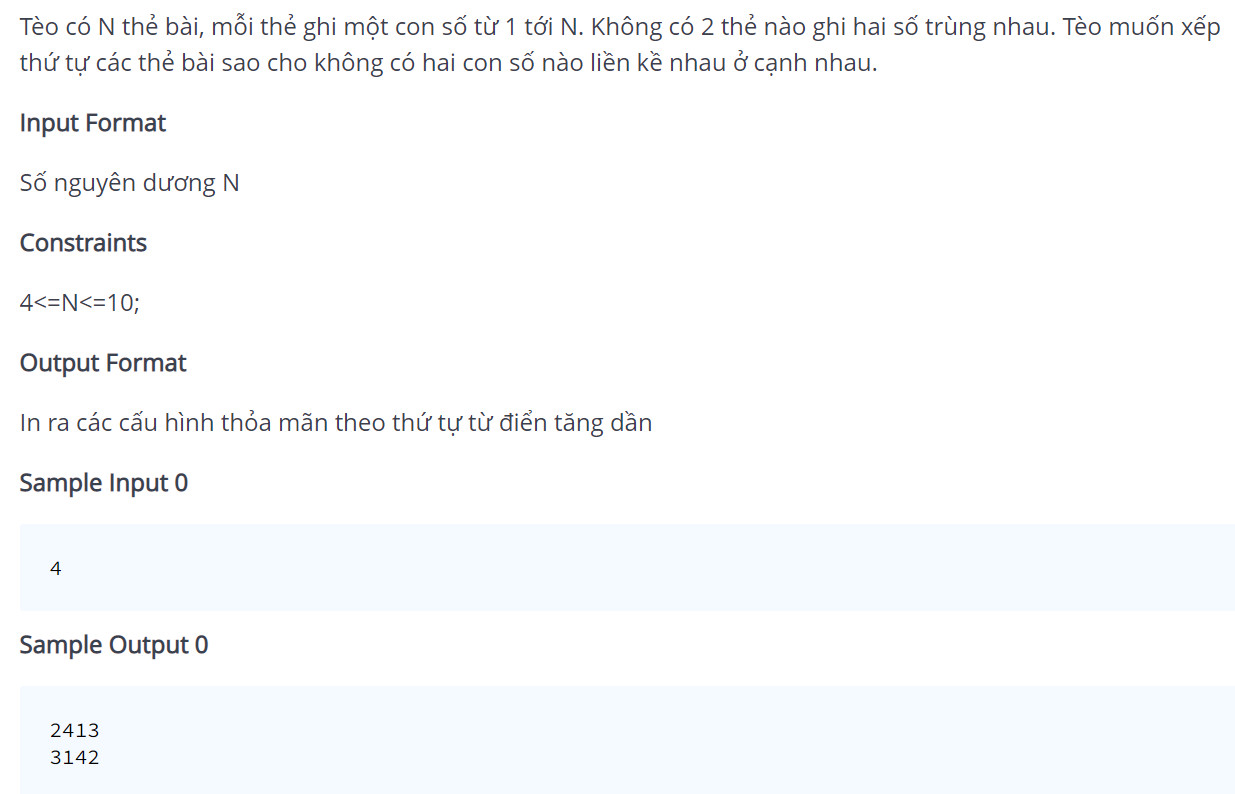 Tèo có N thẻ bài, mỗi thẻ ghi một con số từ 1 tới N. Không có 2 thẻ nào ghi hai số trùng nhau. Tèo muốn xếp
thứ tự các thẻ bài sao cho không có hai con số nào liền kề nhau ở cạnh nhau.
Input Format
Số nguyên dương N
Constraints
4<=N<=10;
Output Format
In ra các cấu hình thỏa mãn theo thứ tự từ điển tăng dần
Sample Input 0
4
Sample Output 0
2413
3142